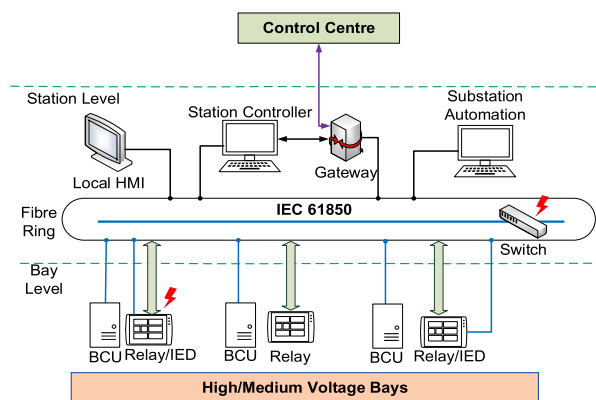 Control Centre
Station Level
Station Controller
Substation
Automation
Local HMI
Gateway
Fibre
Ring
IEC 61850
Switch
Bay
Level
BCU
Relay/IED
BCU
Relay
BCU
Relay/IED
High/Medium Voltage Bays